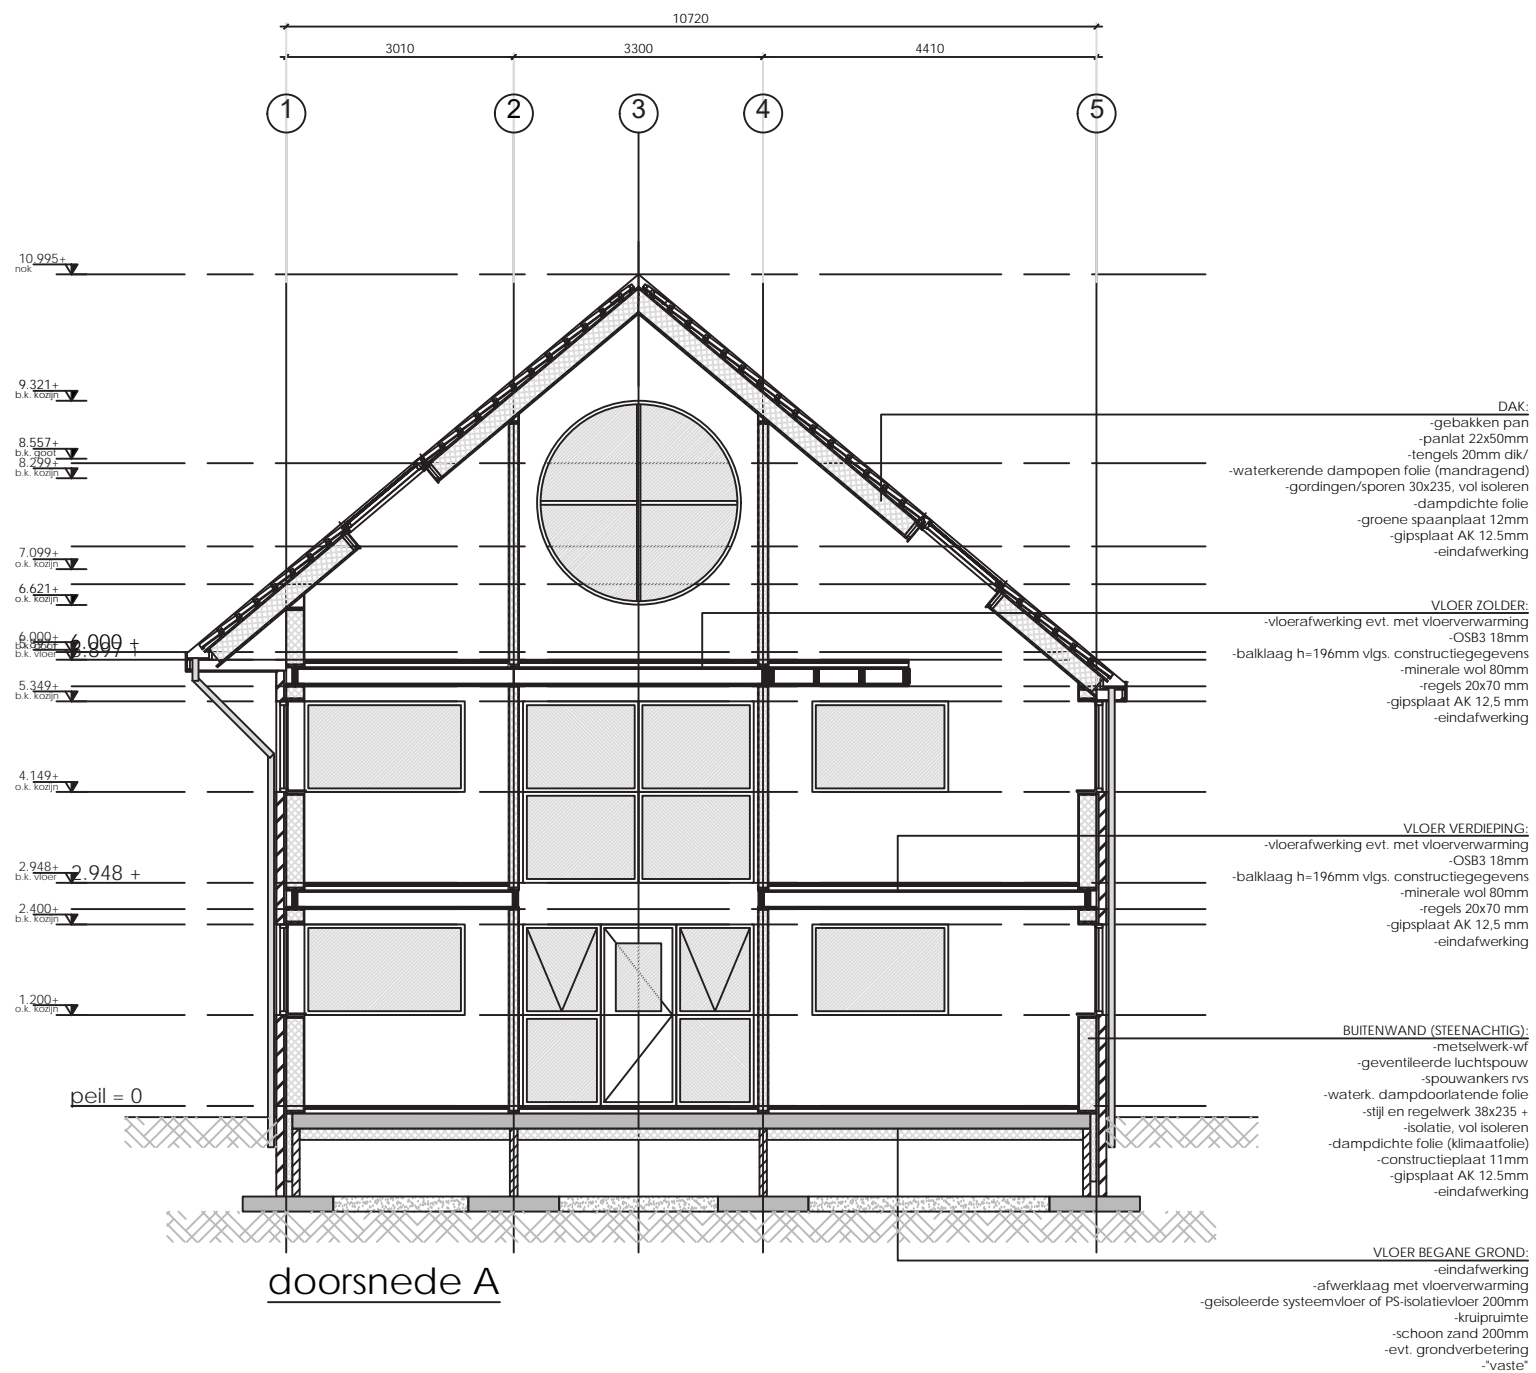 10720
3010 3300 4410
1 2 3 4 5
10.995+
nok
9.321+
b.k. kozijn
8.557+
b.k. goot
8.299+
b.k. kozijn
7.099+
o.k. kozijn
6.621+
o.k. kozijn
6.000+
6.000 +
b.k. vloer
5.349+
b.k. kozijn
4.149+
o.k. kozijn
2.948+
b.k. vloer
2.948 +
2.400+
b.k. kozijn
1.200+
o.k. kozijn
peil = 0
DAK:
-gebakken pan
-panlat 22x50mm
-tengels 20mm dik/
-waterkerende dampopen folie (mandragend)
-gordingen/sporen 30x235, vol isoleren
-dampdichte folie
-groene spaanplaat 12mm
-gipsplaat AK 12.5mm
-eindafwerking
VLOER ZOLDER:
-vloerafwerking evt. met vloerverwarming
-OSB3 18mm
-balklaag h=196mm vlgs. constructiegegevens
-minerale wol 80mm
-regels 20x70 mm
-gipsplaat AK 12,5 mm
-eindafwerking
VLOER VERDIEPING:
-vloerafwerking evt. met vloerverwarming
-OSB3 18mm
-balklaag h=196mm vlgs. constructiegegevens
-minerale wol 80mm
-regels 20x70 mm
-gipsplaat AK 12,5 mm
-eindafwerking
BUITENWAND (STEENACHTIG):
-metselwerk-wf
-geventileerde luchtspouw
-spouwankers rvs
-waterk. dampdoorlatende folie
-stijl en regelwerk 38x235 +
-isolatie, vol isoleren
-dampdichte folie (klimaatfolie)
-constructieplaat 11mm
-gipsplaat AK 12.5mm
-eindafwerking
VLOER BEGANE GROND:
-eindafwerking
-afwerklaag met vloerverwarming
-geisoleerde systeemvloer of PS-isolatievloer 200mm
-kruipruimte
-schoon zand 200mm
-evt. grondverbetering
-"vaste"
doorsnede A